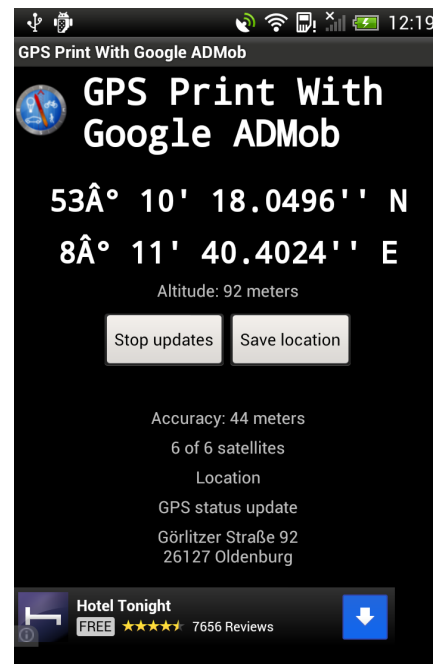 12:19
GPS Print With Google ADMob
GPS Print With
Google ADMob
53Â° 10' 18.0496'' N
8Â° 11' 40.4024'' E
Altitude: 92 meters
Stop updates Save location
Accuracy: 44 meters
6 of 6 satellites
Location
GPS status update
Görlitzer Straße 92
26127 Oldenburg
Hotel Tonight
FREE 7656 Reviews